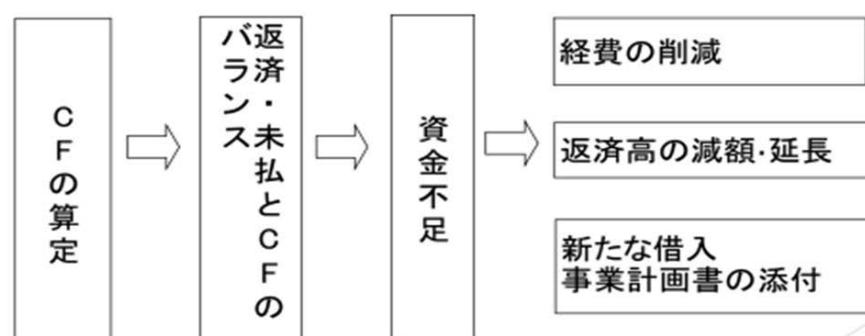 CFの算定
返済・未払とCFの
バランス
資金不足
経費の削減
返済高の減額・延長
新たな借入
事業計画書の添付